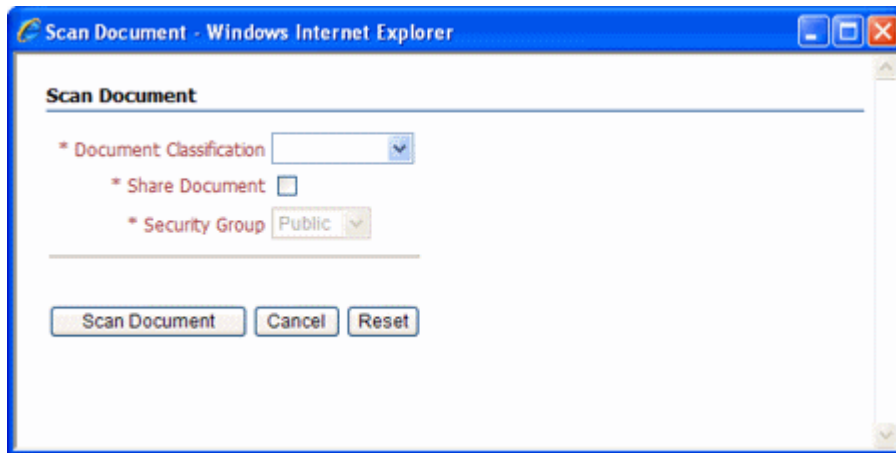 Scan Document - Windows Internet Explorer
Scan Document
* Document Classification
* Share Document
* Security Group Public
Scan Document Cancel Reset